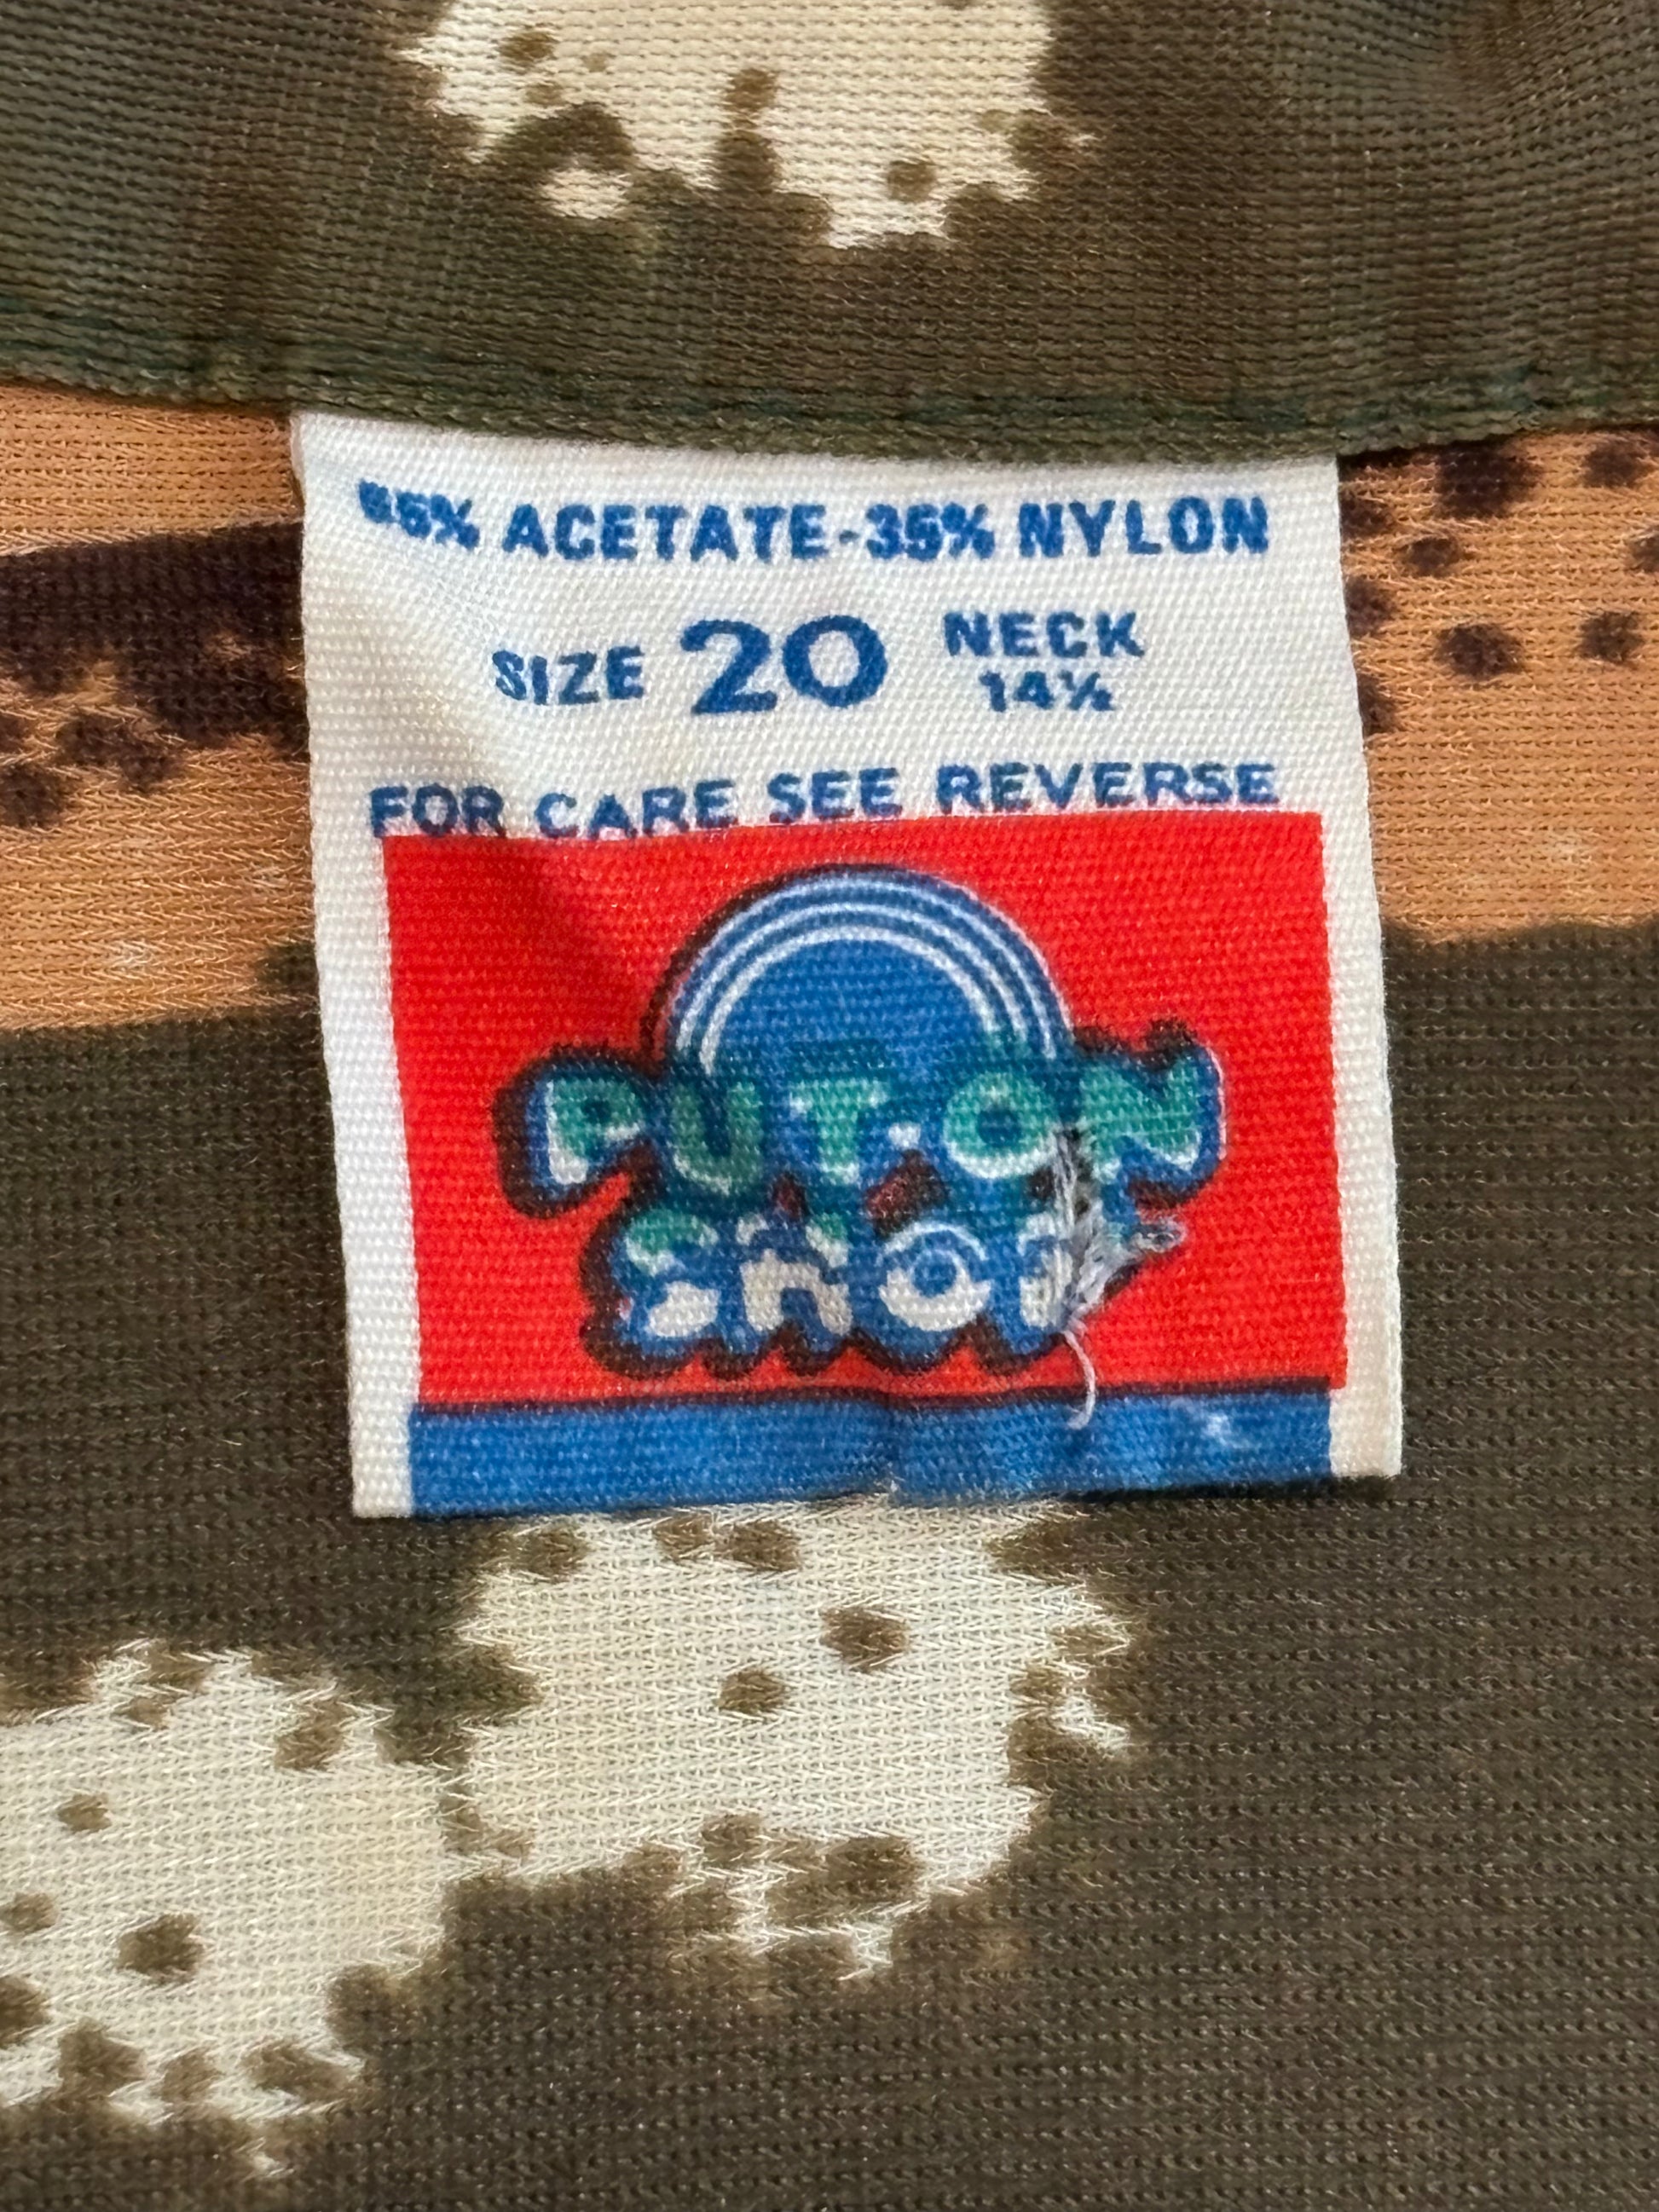 65% ACETATE-35% NYLON
SIZE 20 NECK
14½
FOR CARE SEE REVERSE
PUT·ON
SHOP